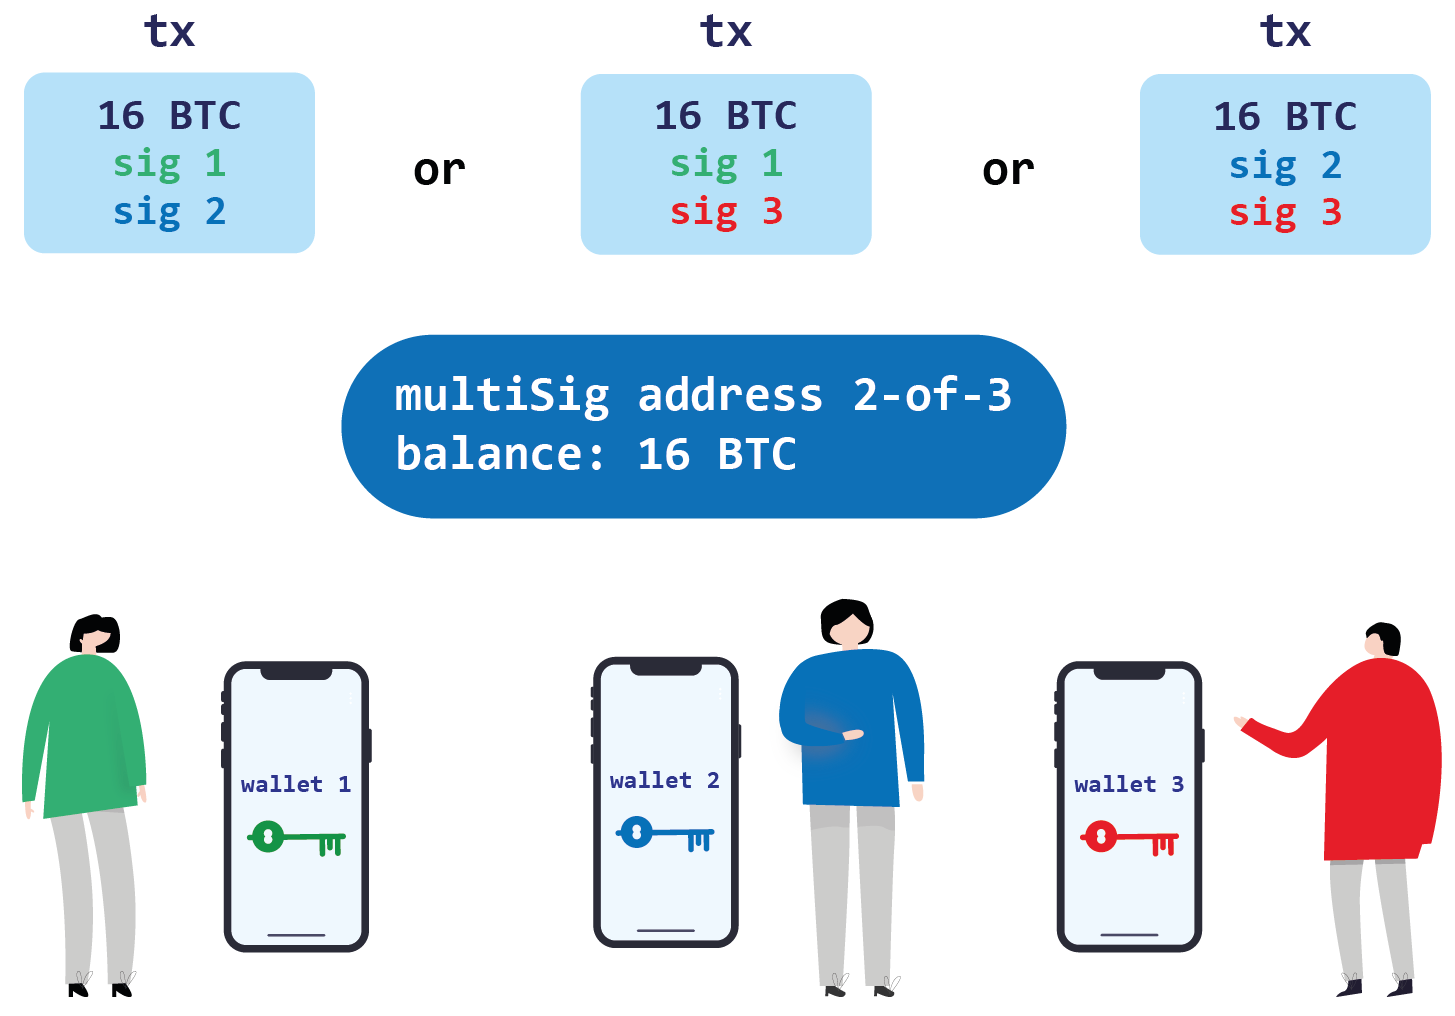 tx
16 BTC
sig 1
sig 2
or
tx
16 BTC
sig 1
sig 3
or
tx
16 BTC
sig 2
sig 3
multiSig address 2-of-3
balance: 16 BTC
wallet 1
wallet 2
wallet 3